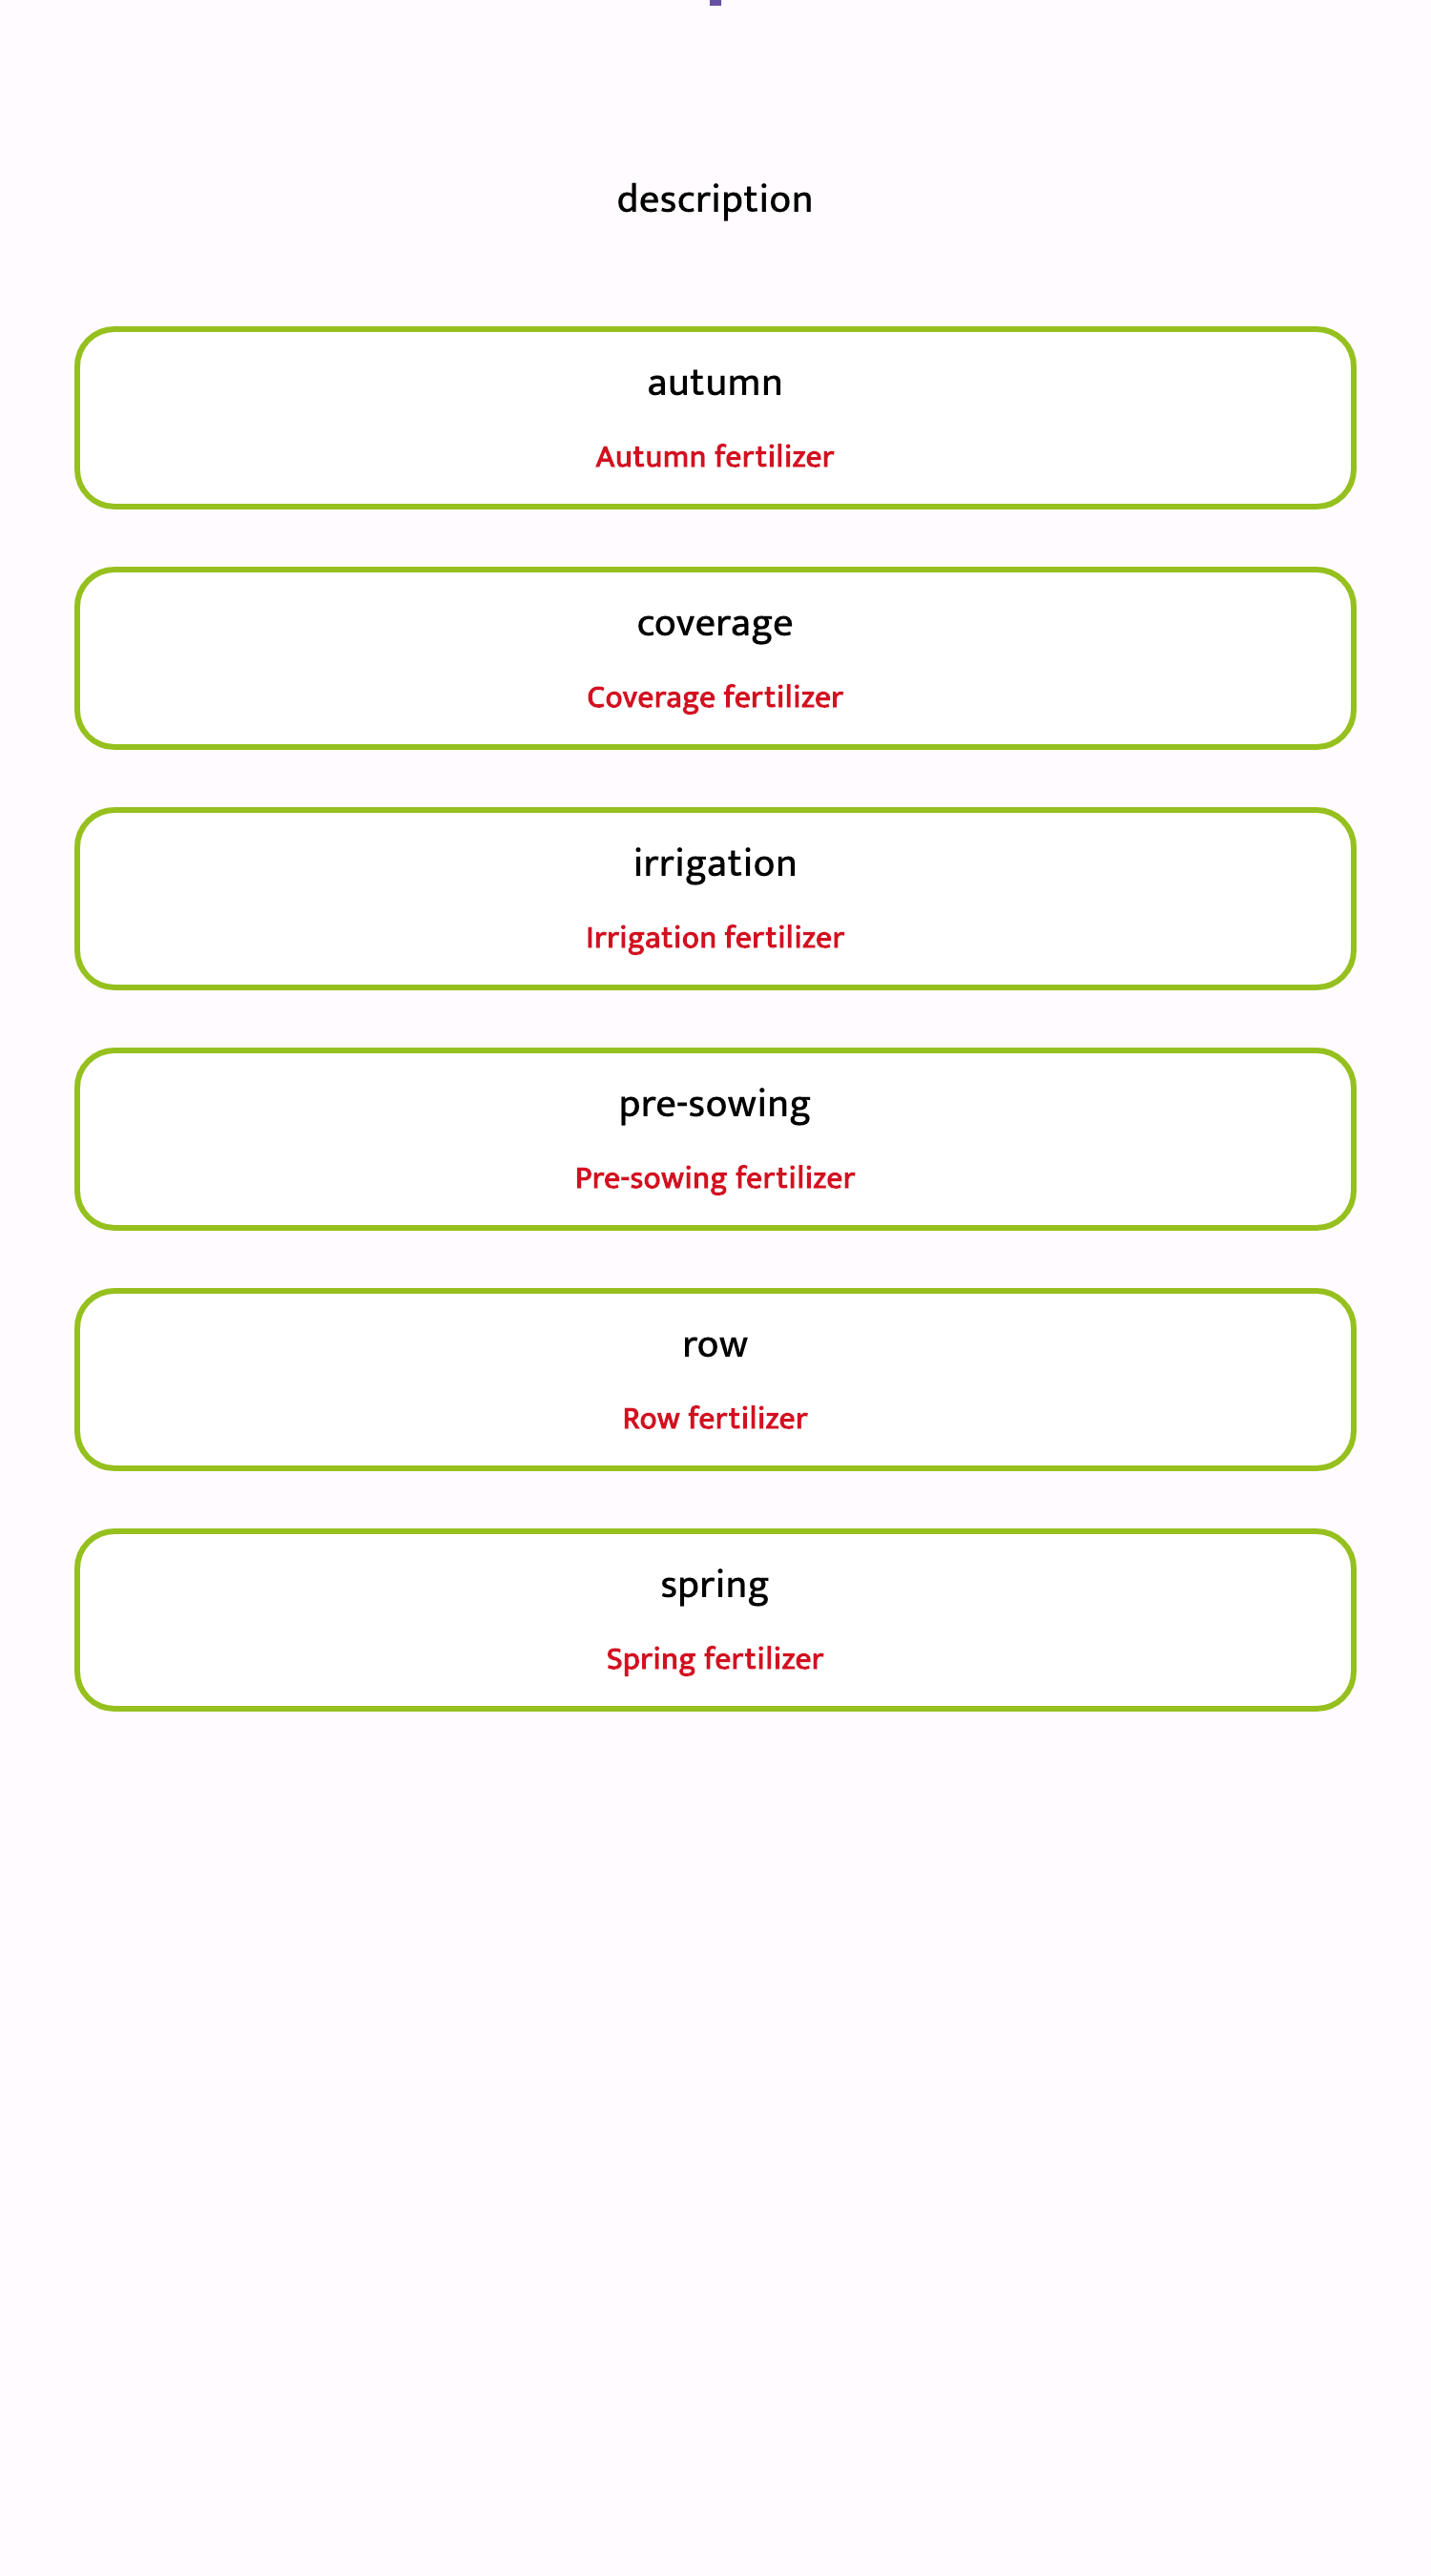 description
autumn
Autumn fertilizer
coverage
Coverage fertilizer
irrigation
Irrigation fertilizer
pre-sowing
Pre-sowing fertilizer
row
Row fertilizer
spring
Spring fertilizer